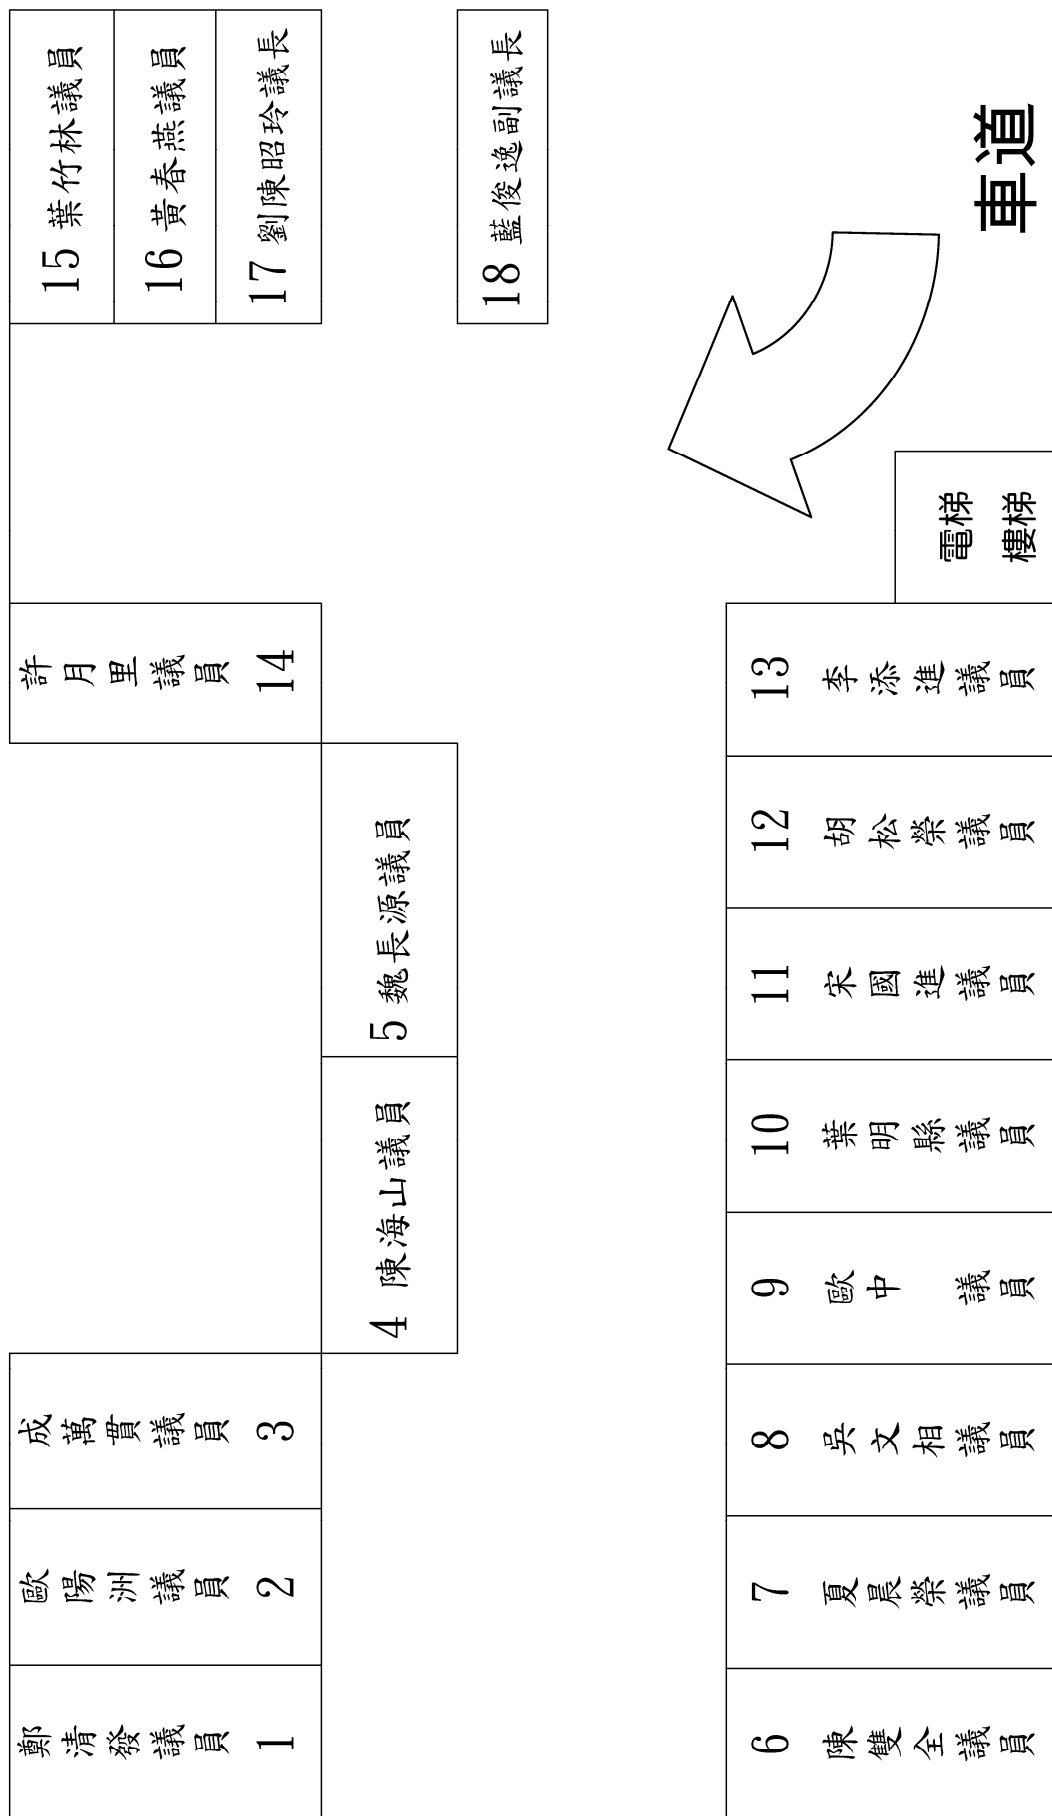 鄭清發議員 1
歐陽洲議員 2
成萬貫議員 3
許月里議員 14
15 葉竹林議員
16 黃春燕議員
17 劉陳昭玲議長
4 陳海山議員
5 魏長源議員
18 藍俊逸副議長
6 陳雙全議員
7 夏晨榮議員
8 吳文相議員
9 歐中 議員
10 葉明縣議員
11 宋國進議員
12 胡松榮議員
13 李添進議員
電梯
樓梯
車道